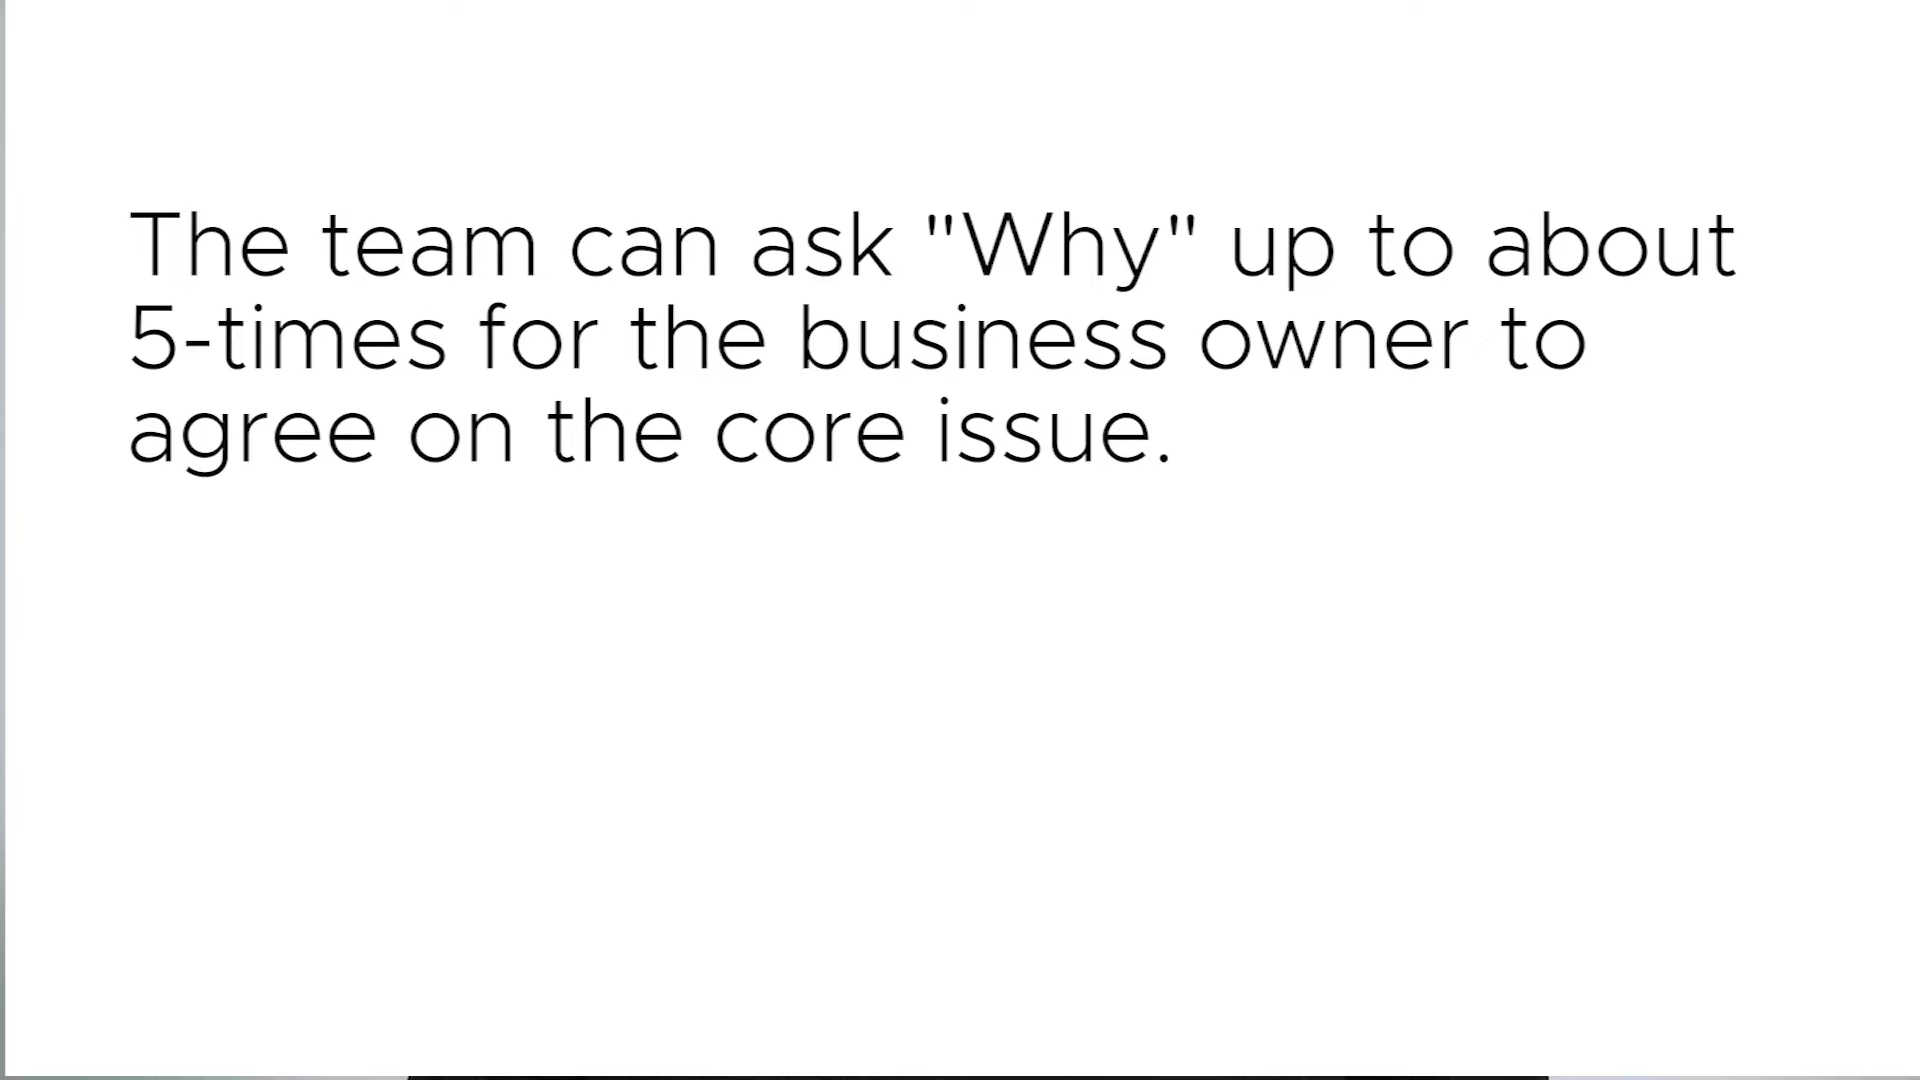 The team can ask "Why" up to about
5-times for the business owner to
agree on the core issue.